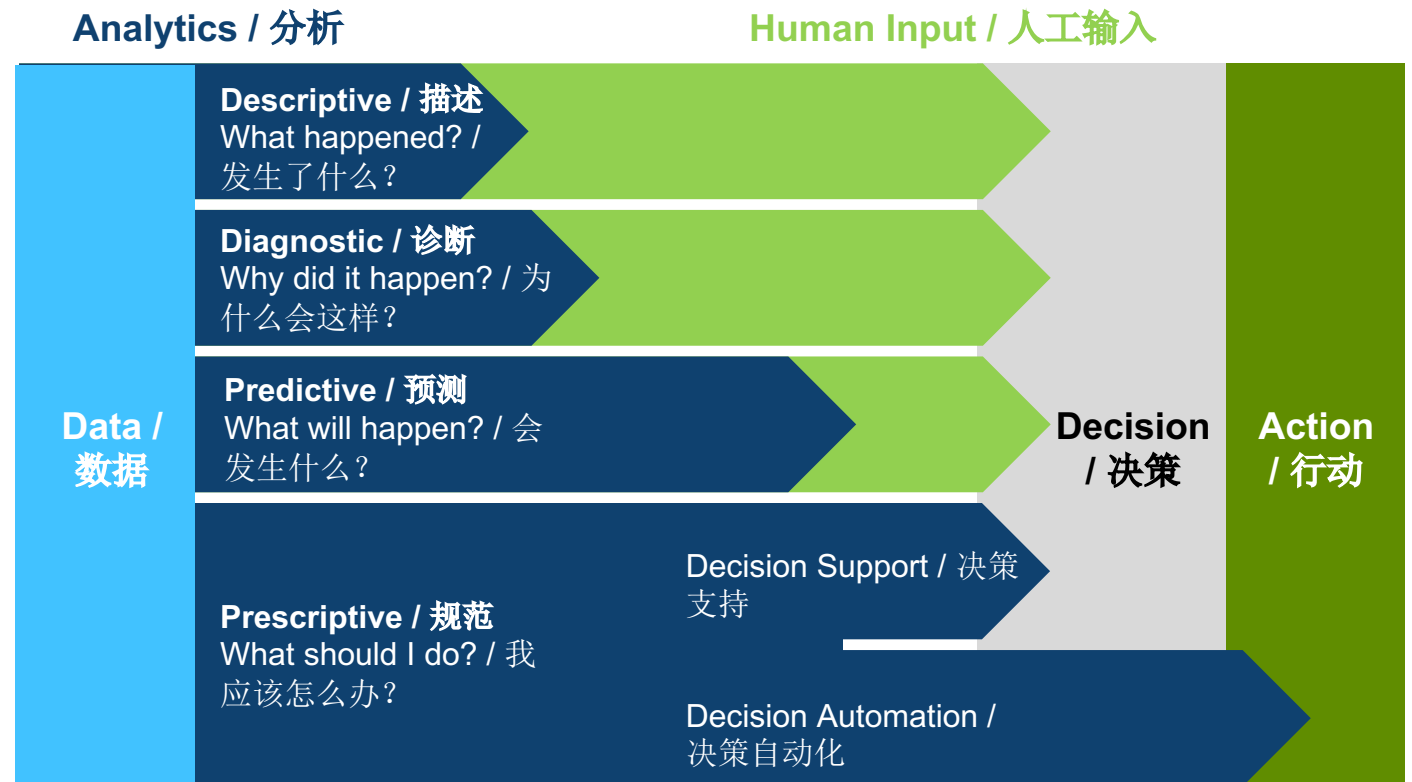 Analytics / 分析
Human Input / 人工输入
Data /
数据
Descriptive / 描述
What happened? /
发生了什么？
Diagnostic / 诊断
Why did it happen? / 为
什么会这样？
Predictive / 预测
What will happen? / 会
发生什么？
Prescriptive / 规范
What should I do? / 我
应该怎么办？
Decision Support / 决策
支持
Decision Automation /
决策自动化
Decision
/ 决策
Action
/ 行动